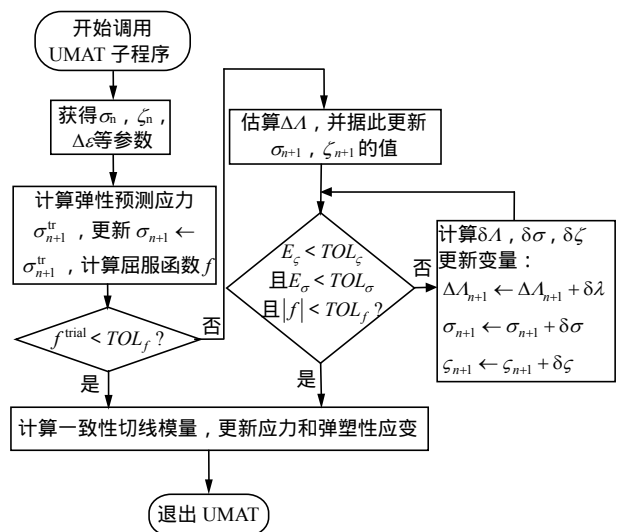 开始调用
UMAT 子程序
获得σn，ζn，
Δε等参数
计算弹性预测应力
σ_{n+1}^{tr}，更新 σ_{n+1} ←
σ_{n+1}^{tr}，计算屈服函数 f
f^{trial} < TOL_f ?
否
是
估算ΔΛ，并据此更新
σ_{n+1}，ζ_{n+1} 的值
E_ς < TOL_ς
且E_σ < TOL_σ
且|f| < TOL_f ?
否
是
计算δΛ，δσ，δζ
更新变量：
ΔΛ_{n+1} ← ΔΛ_{n+1} + δλ
σ_{n+1} ← σ_{n+1} + δσ
ς_{n+1} ← ς_{n+1} + δς
计算一致性切线模量，更新应力和弹塑性应变
退出 UMAT